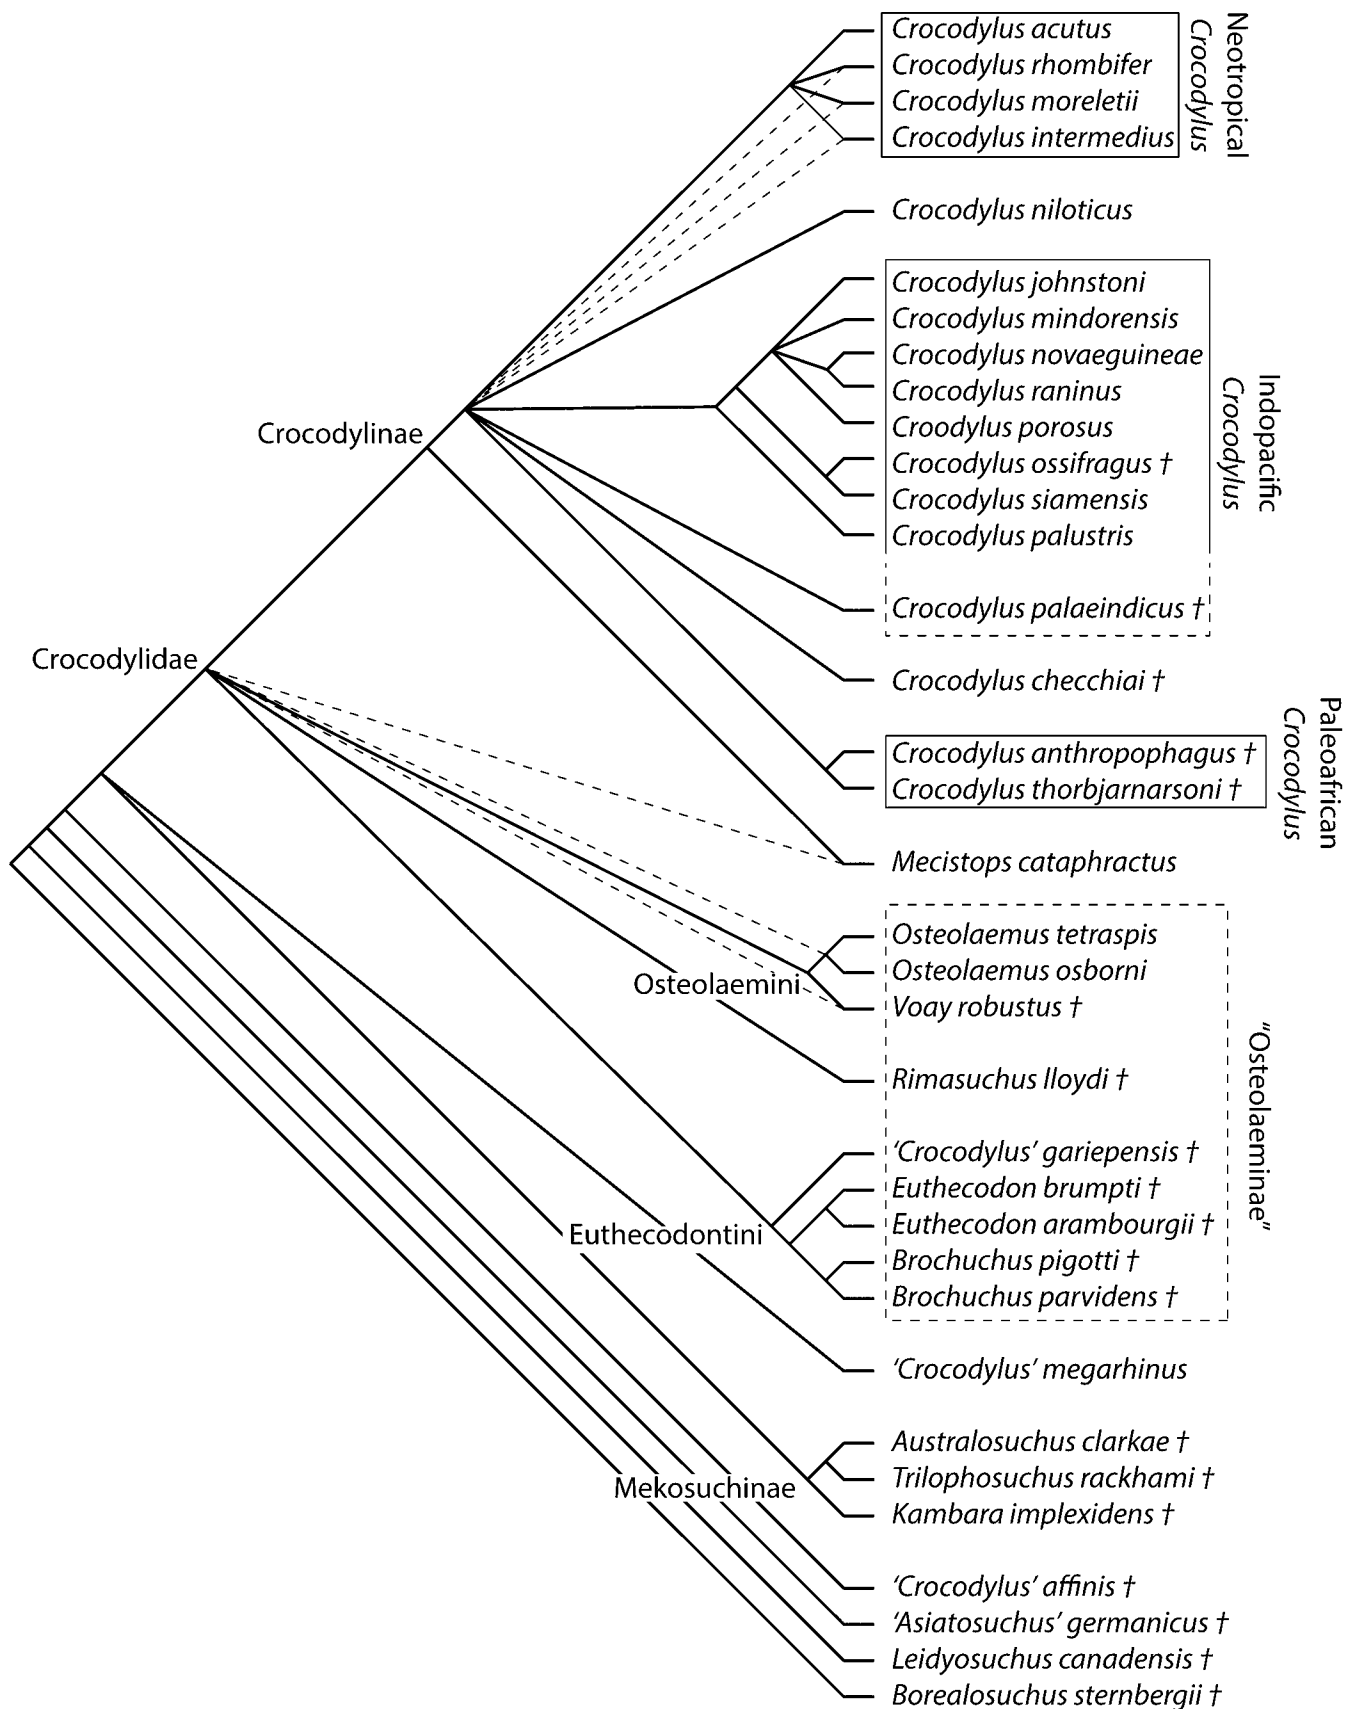 Crocodylus acutus
Crocodylus rhombifer
Crocodylus moreletii
Crocodylus intermedius
Neotropical
Crocodylus
Crocodylus niloticus
Crocodylus johnstoni
Crocodylus mindorensis
Crocodylus novaeguineae
Crocodylus raninus
Croodylus porosus
Crocodylus ossifragus †
Crocodylus siamensis
Crocodylus palustris
Crocodylus palaeindicus †
Indopacific
Crocodylus
Crocodylinae
Crocodylus checchiai †
Crocodylus anthropophagus †
Crocodylus thorbjarnarsoni †
Paleoafrican
Crocodylus
Crocodylidae
Mecistops cataphractus
Osteolaemus tetraspis
Osteolaemus osborni
Voay robustus †
Osteolaemini
Rimasuchus lloydi †
'Crocodylus' gariepensis †
Euthecodon brumpti †
Euthecodon arambourgii †
Brochuchus pigotti †
Brochuchus parvidens †
Euthecodontini
"Osteolaeminae"
'Crocodylus' megarhinus
Australosuchus clarkae †
Trilophosuchus rackhami †
Kambara implexidens †
Mekosuchinae
'Crocodylus' affinis †
'Asiatosuchus' germanicus †
Leidyosuchus canadensis †
Borealosuchus sternbergii †